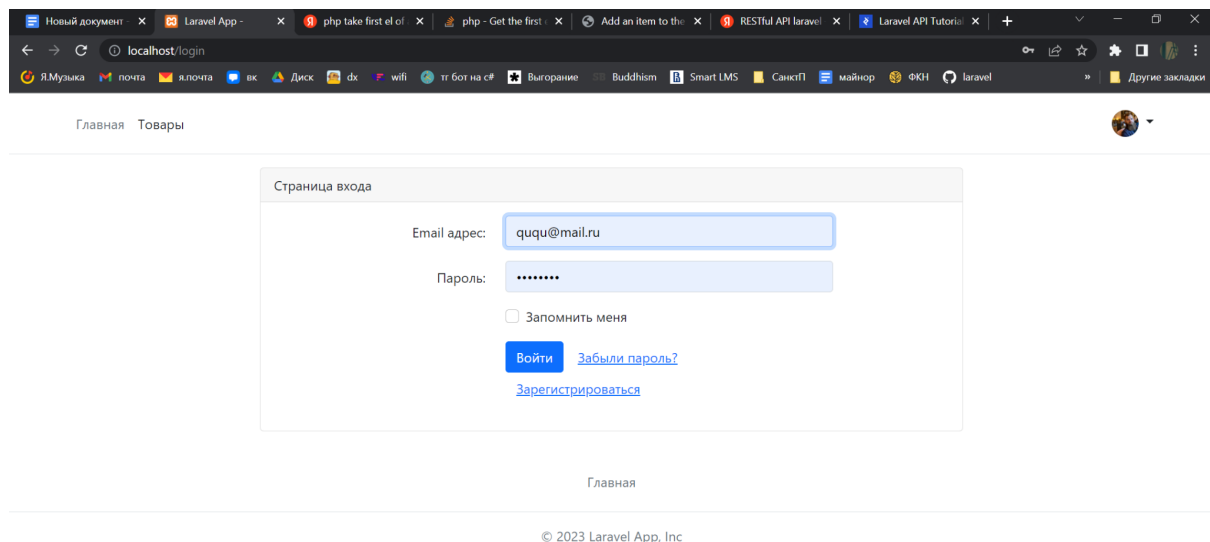 Новый документ - Laravel App - php take first el of php - Get the first Add an item to the RESTful API laravel Laravel API Tutorial
localhost/login
Я.Музыка почта я.почта вк Диск dx wifi тг бот на c# Выгорание Buddhism Smart LMS СанктП майнор ФКН laravel » Другие закладки
Главная Товары
Страница входа
Email адрес: ququ@mail.ru
Пароль: ••••••••
Запомнить меня
Войти Забыли пароль?
Зарегистрироваться
Главная
© 2023 Laravel App, Inc